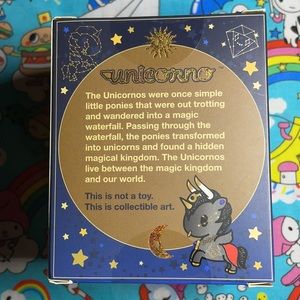 unicorno™
The Unicornos were once simple
little ponies that were out trotting
and wandered into a magic
waterfall. Passing through the
waterfall, the ponies transformed
into unicorns and found a hidden
magical kingdom. The Unicornos
live between the magic kingdom
and our world.
This is not a toy.
This is collectible art.